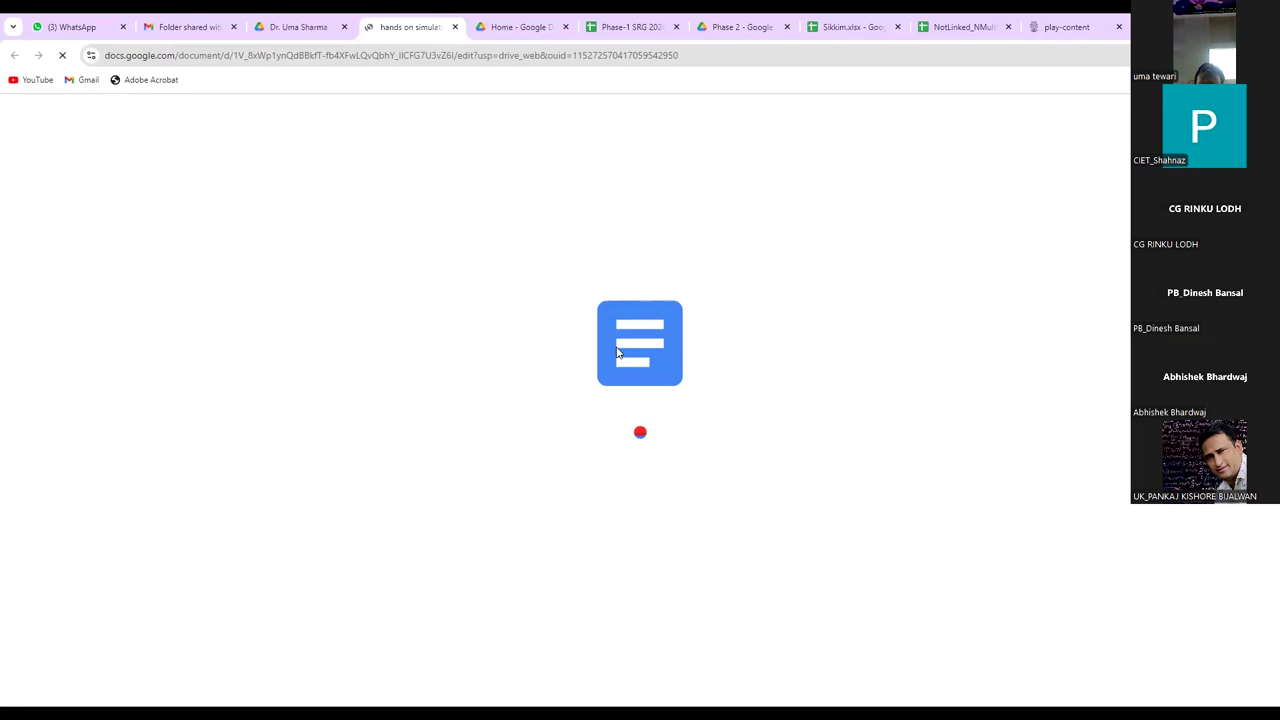 (3) WhatsApp
Folder shared wit
Dr. Uma Sharma
hands on simulat
Home - Google D
Phase-1 SRG 202
Phase 2 - Google
Sikkim.xlsx - Goog
NotLinked_NMult
play-content
docs.google.com/document/d/1V_8xWp1ynQdBBkfT-fb4XFwLQvQbhY_IICFG7U3vZ6I/edit?usp=drive_web&ouid=115272570417059542950
YouTube
Gmail
Adobe Acrobat
uma tewari
P
CIET_Shahnaz
CG RINKU LODH
CG RINKU LODH
PB_Dinesh Bansal
PB_Dinesh Bansal
Abhishek Bhardwaj
Abhishek Bhardwaj
UK_PANKAJ KISHORE BIJALWAN